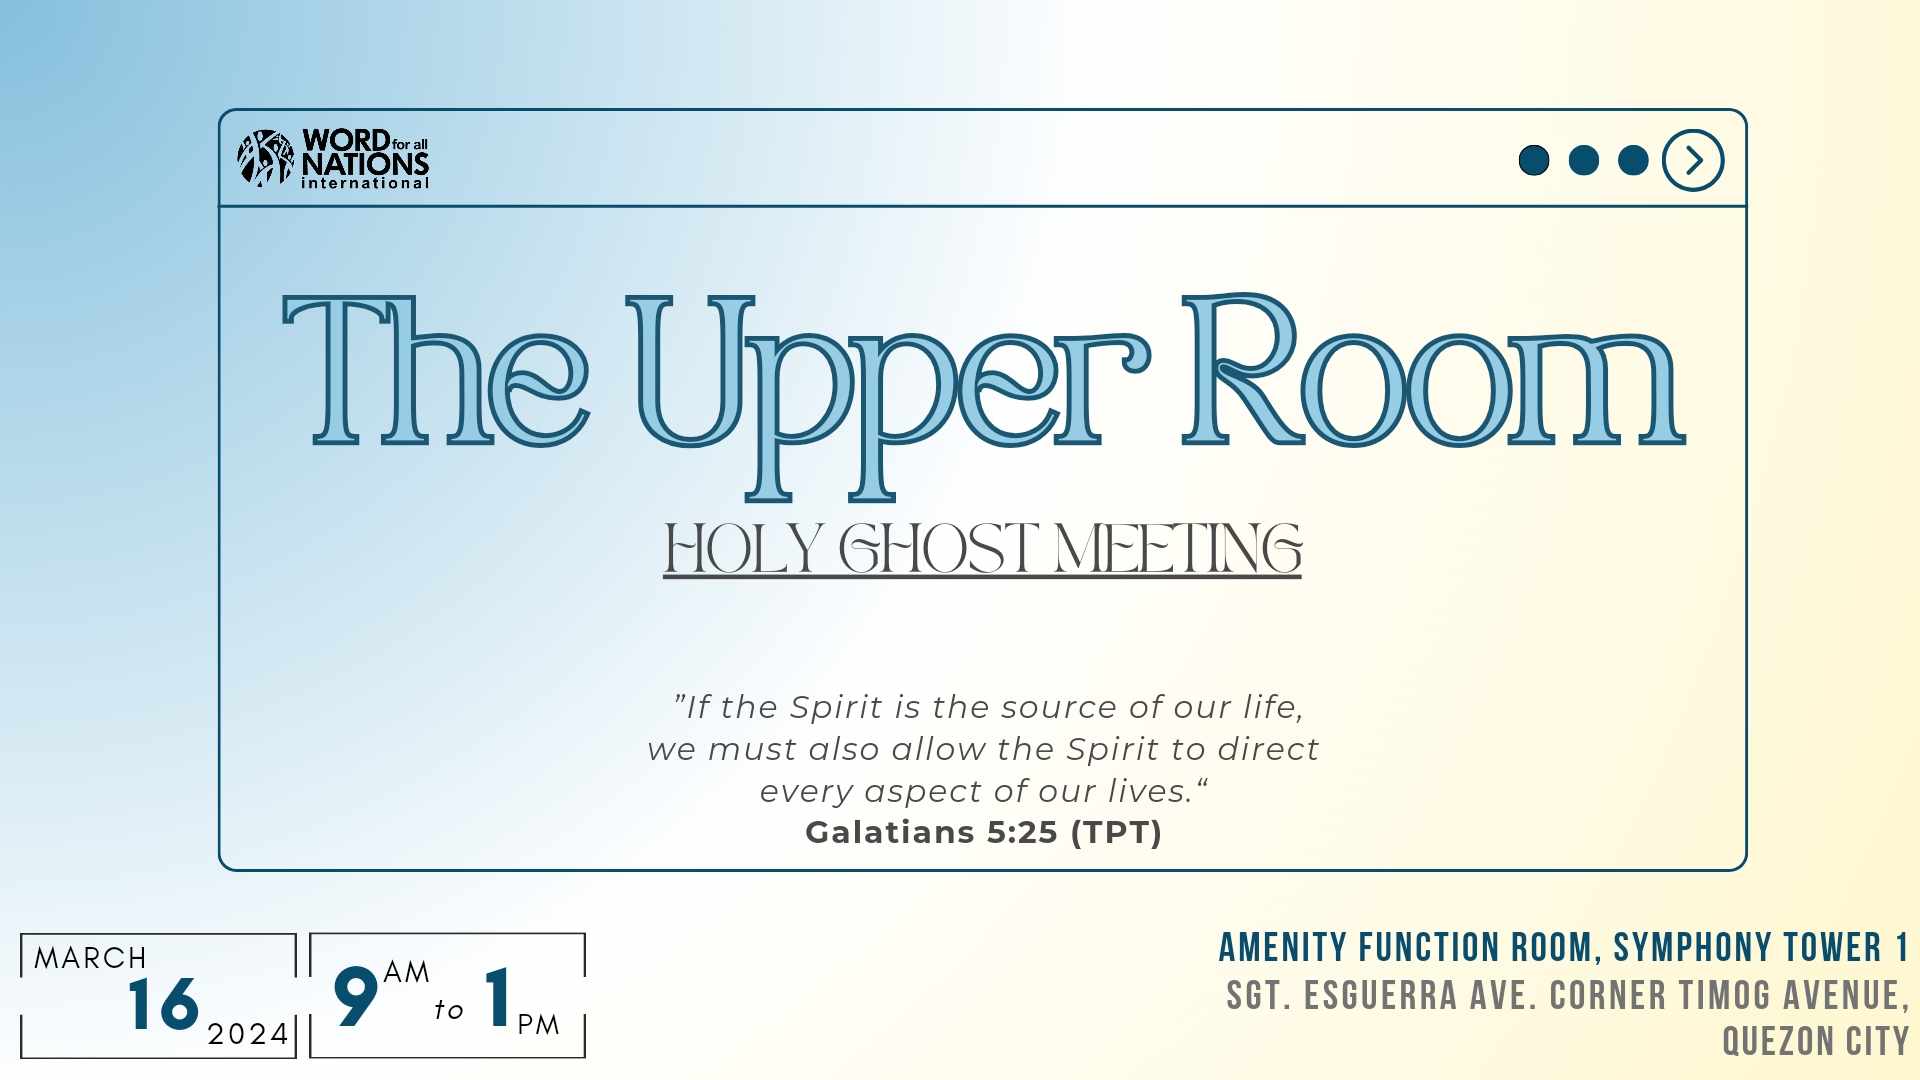 WORD for all
NATIONS
international
The Upper Room
HOLY GHOST MEETING
”If the Spirit is the source of our life,
we must also allow the Spirit to direct
every aspect of our lives.“
Galatians 5:25 (TPT)
MARCH
16
2024
9 AM to 1 PM
AMENITY FUNCTION ROOM, SYMPHONY TOWER 1
SGT. ESGUERRA AVE. CORNER TIMOG AVENUE,
QUEZON CITY